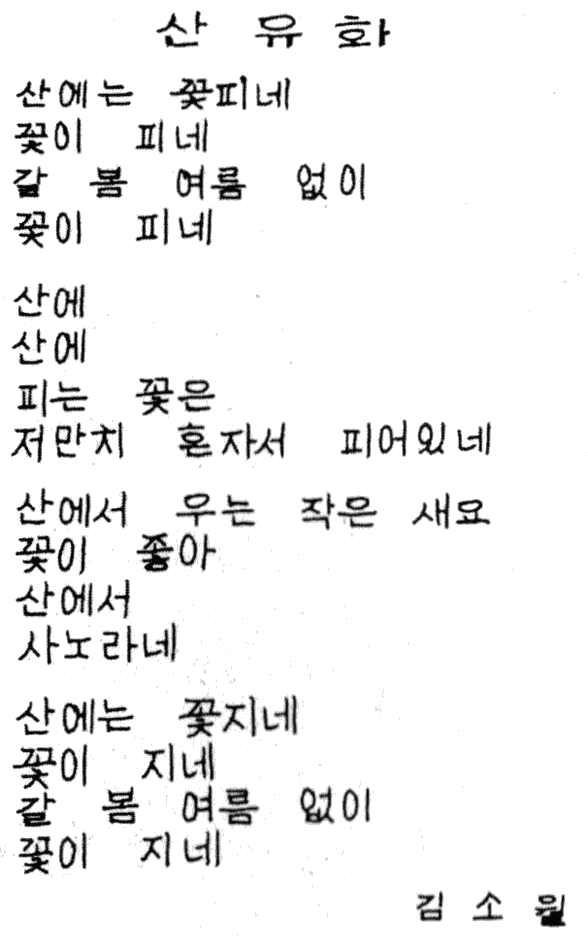 산 유 화
산에는 꽃피네
꽃이 피네
갈 봄 여름 없이
꽃이 피네
산에
산에
피는 꽃은
저만치 혼자서 피어있네
산에서 우는 작은 새요
꽃이 좋아
산에서
사노라네
산에는 꽃지네
꽃이 지네
갈 봄 여름 없이
꽃이 지네
김 소 월